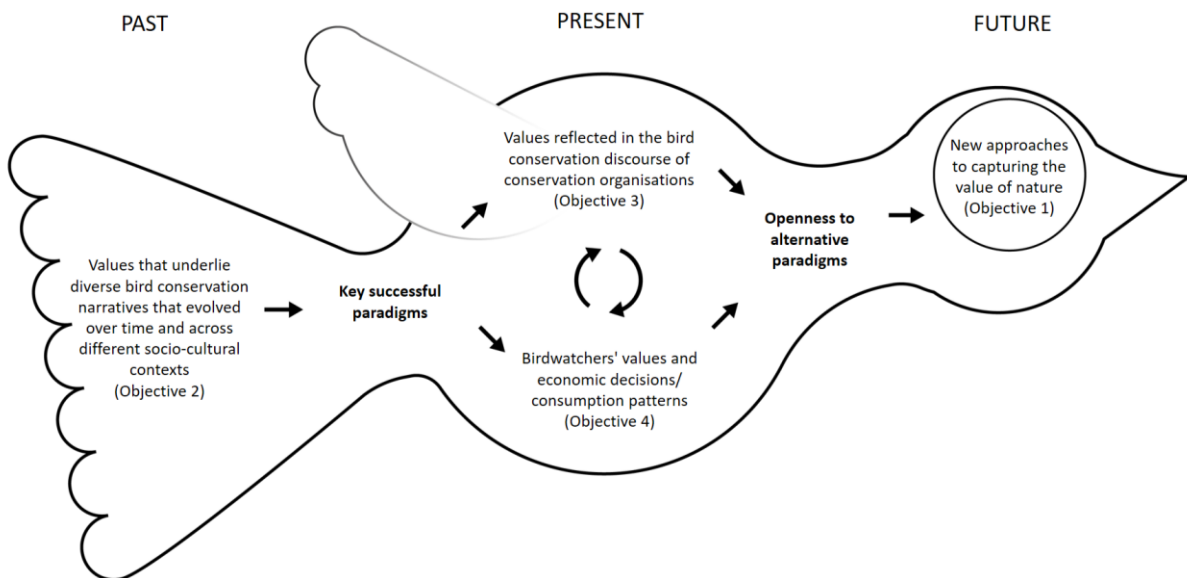 PAST
PRESENT
FUTURE
Values that underlie
diverse bird conservation
narratives that evolved
over time and across
different socio-cultural
contexts
(Objective 2)
Key successful
paradigms
Values reflected in the bird
conservation discourse of
conservation organisations
(Objective 3)
Birdwatchers' values and
economic decisions/
consumption patterns
(Objective 4)
Openness to
alternative
paradigms
New approaches
to capturing the
value of nature
(Objective 1)